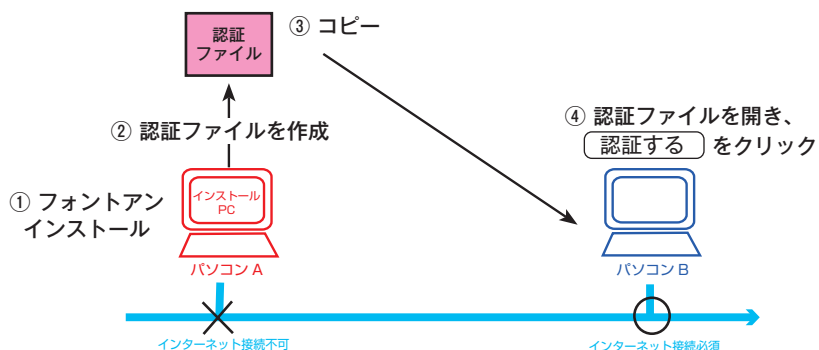 認証
ファイル
③ コピー
② 認証ファイルを作成
④ 認証ファイルを開き、
認証する をクリック
① フォントアン
インストール
インストール
PC
パソコン A
パソコン B
インターネット接続不可
インターネット接続必須